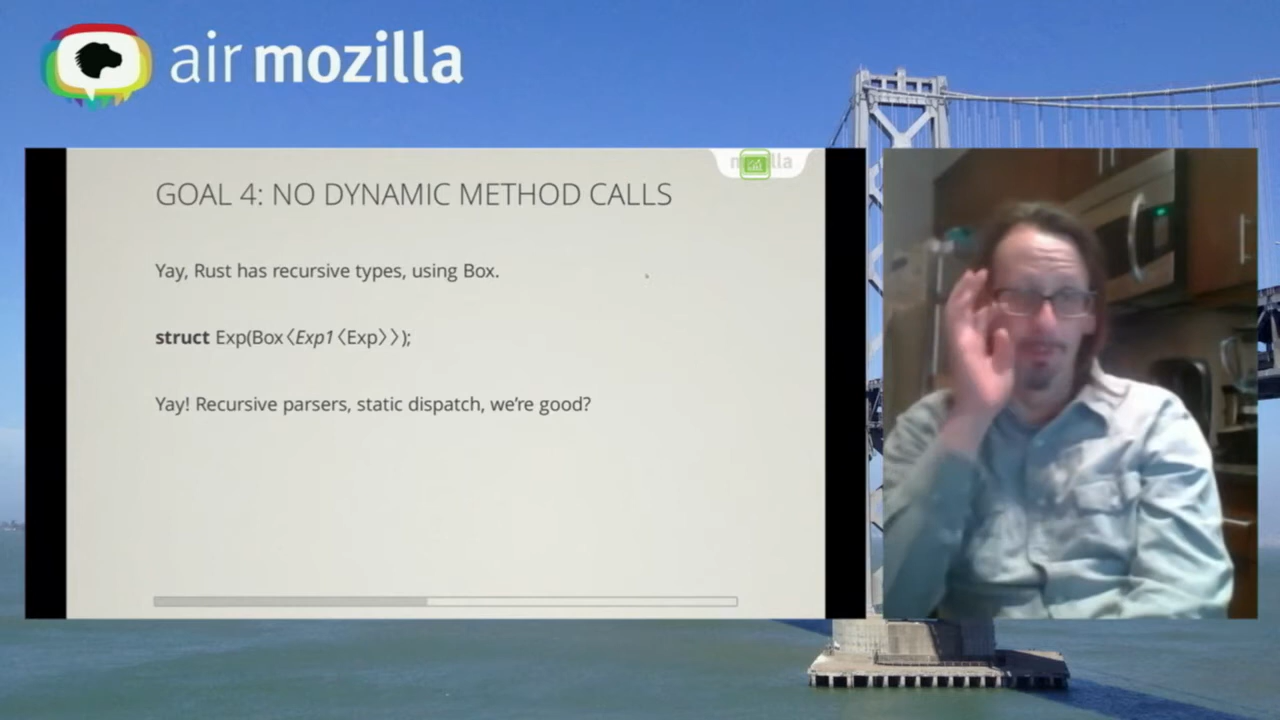 air mozilla
mozilla
GOAL 4: NO DYNAMIC METHOD CALLS
Yay, Rust has recursive types, using Box.
struct Exp(Box〈Exp1〈Exp〉〉);
Yay! Recursive parsers, static dispatch, we’re good?